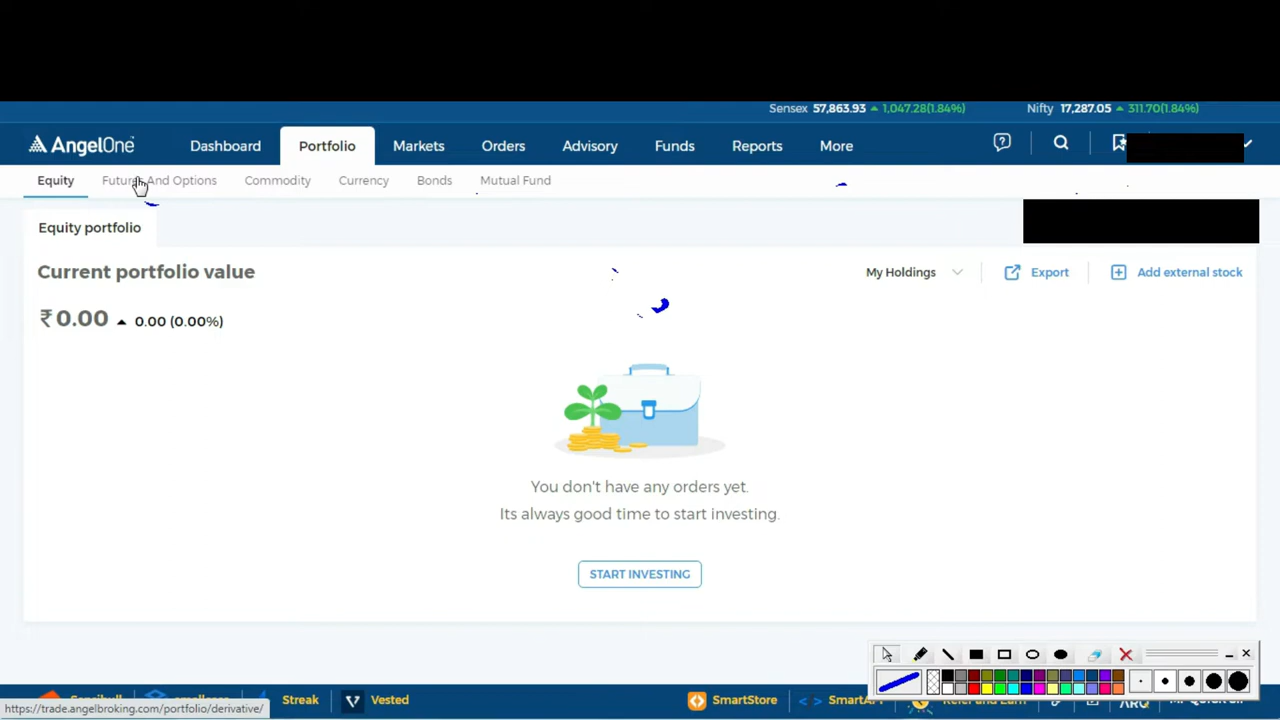 Sensex 57,863.93 1,047.28(1.84%) Nifty 17,287.05 311.70(1.84%)
AngelOne Dashboard Portfolio Markets Orders Advisory Funds Reports More
Equity Futures And Options Commodity Currency Bonds Mutual Fund
Equity portfolio
Current portfolio value My Holdings Export Add external stock
₹0.00 0.00 (0.00%)
You don't have any orders yet.
Its always good time to start investing.
START INVESTING
Streak Vested SmartStore
https://trade.angelbroking.com/portfolio/derivative/